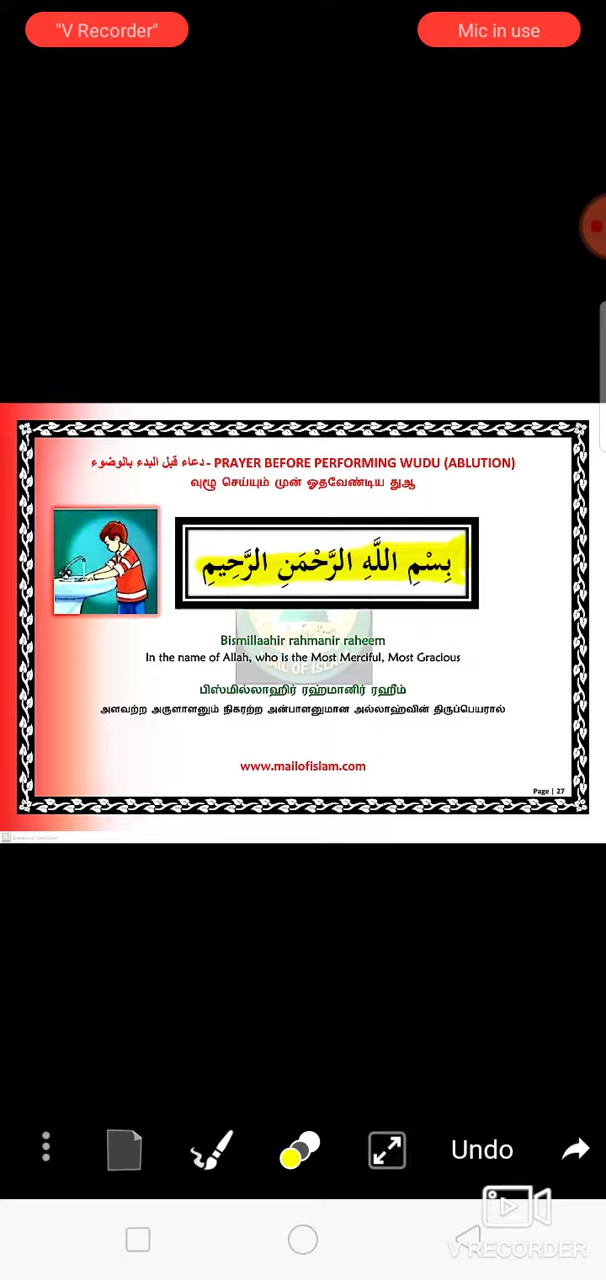 "V Recorder"
Mic in use
دعاء قبل البدء بالوضوء - PRAYER BEFORE PERFORMING WUDU (ABLUTION)
வுழூ செய்யும் முன் ஓதவேண்டிய துஆ
بِسْمِ اللَّهِ الرَّحْمَنِ الرَّحِيمِ
Bismillaahir rahmanir raheem
In the name of Allah, who is the Most Merciful, Most Gracious
பிஸ்மில்லாஹிர் ரஹ்மானிர் ரஹீம்
அளவற்ற அருளாளனும் நிகரற்ற அன்பாளனுமான அல்லாஹ்வின் திருப்பெயரால்
www.mailofislam.com
Page | 27
Undo
V RECORDER